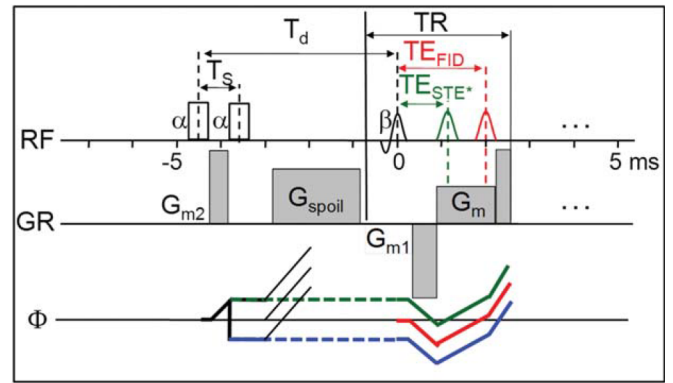 T_d
TR
T_S
TE_FID
TE_STE*
α
α
β
RF
...
-5
0
5 ms
G_m2
G_spoil
G_m
G_m1
GR
...
Φ